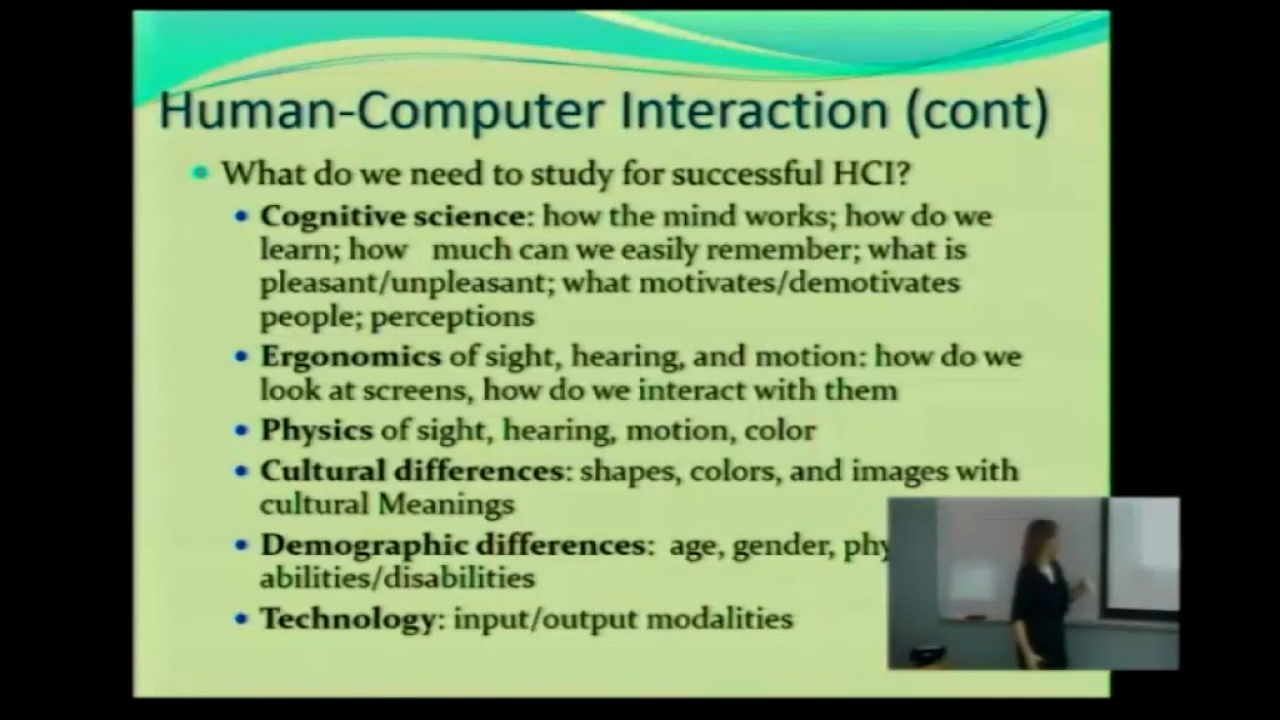 Human-Computer Interaction (cont)
What do we need to study for successful HCI?
Cognitive science: how the mind works; how do we
learn; how much can we easily remember; what is
pleasant/unpleasant; what motivates/demotivates
people; perceptions
Ergonomics of sight, hearing, and motion: how do we
look at screens, how do we interact with them
Physics of sight, hearing, motion, color
Cultural differences: shapes, colors, and images with
cultural Meanings
Demographic differences: age, gender,
abilities/disabilities
Technology: input/output modalities